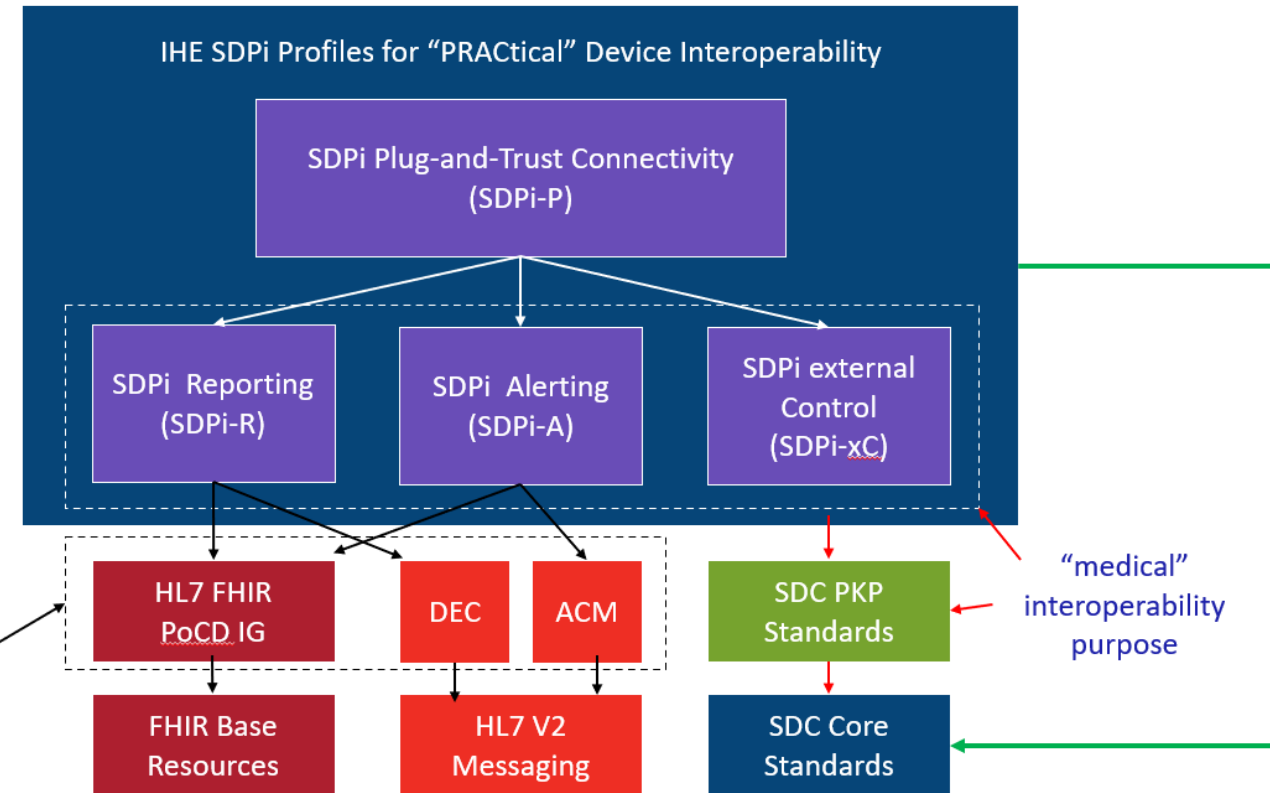 IHE SDPi Profiles for “PRACtical” Device Interoperability
SDPi Plug-and-Trust Connectivity
(SDPi-P)
SDPi  Reporting
(SDPi-R)
SDPi  Alerting
(SDPi-A)
SDPi external
Control
(SDPi-xC)
HL7 FHIR
PoCD IG
DEC
ACM
SDC PKP
Standards
“medical”
interoperability
purpose
FHIR Base
Resources
HL7 V2
Messaging
SDC Core
Standards